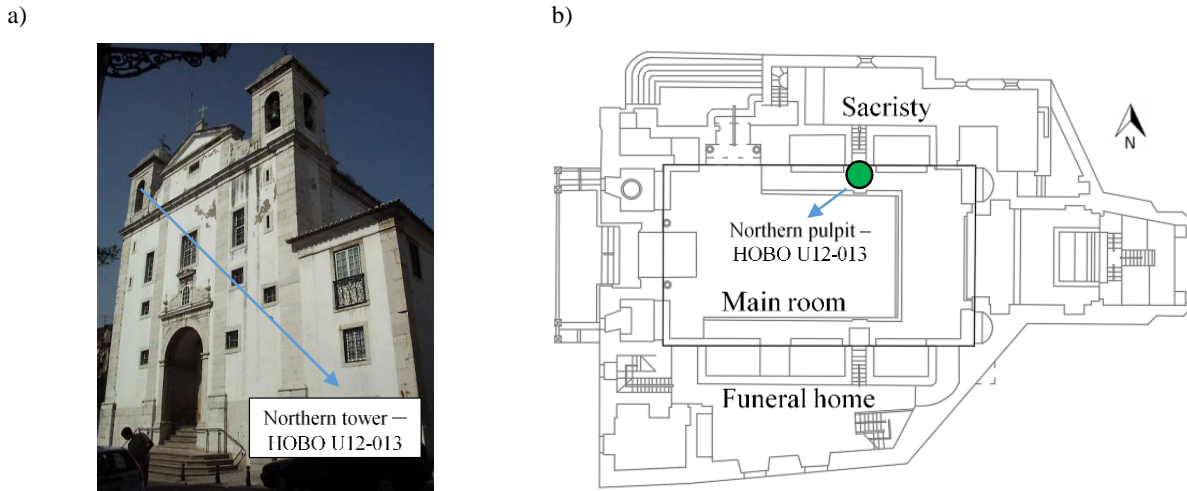 a)
b)
Northern tower –
HOBO U12-013
Sacristy
N
Northern pulpit –
HOBO U12-013
Main room
Funeral home